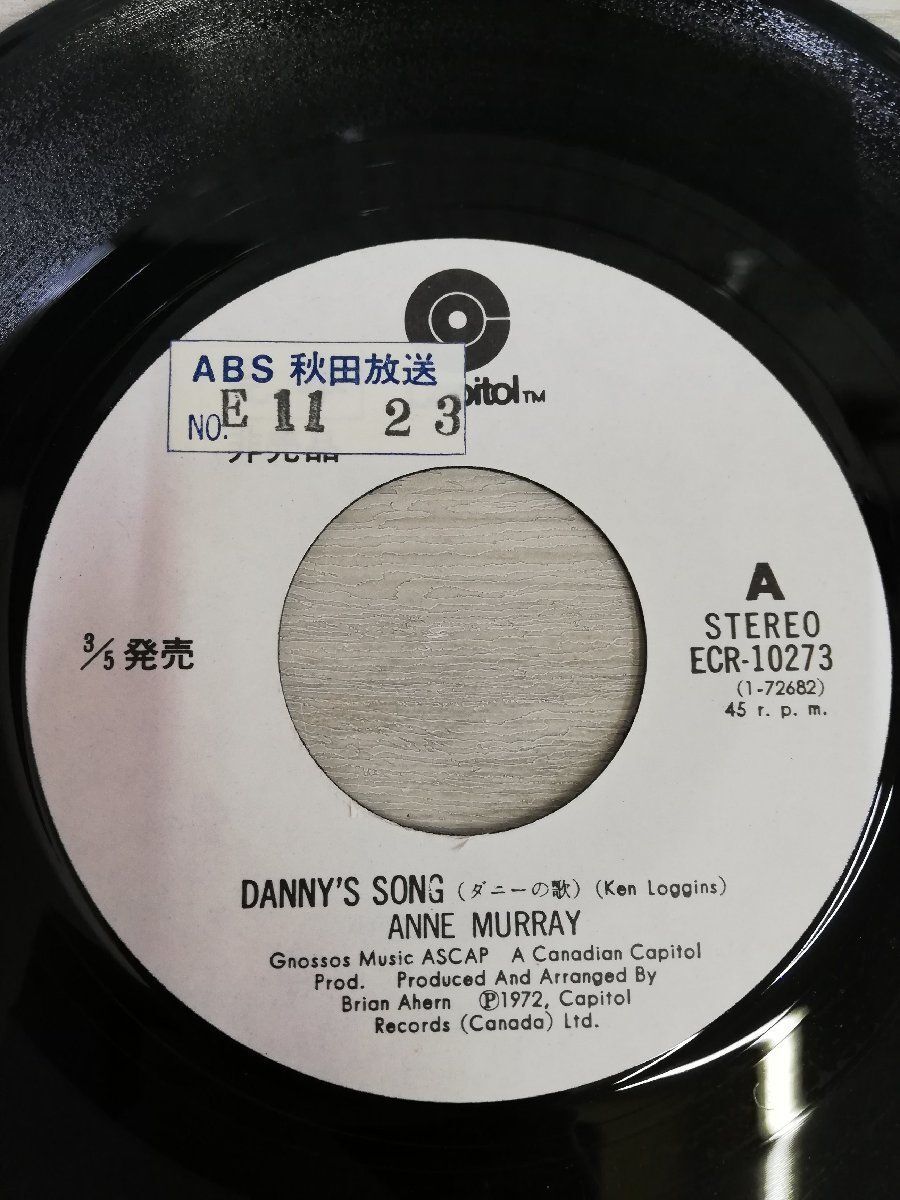 ABS 秋田放送
NO. E 11 23
pitol™
3/5 発売
A
STEREO
ECR-10273
(1-72682)
45 r. p. m.
DANNY'S SONG (ダニーの歌) (Ken Loggins)
ANNE MURRAY
Gnossos Music ASCAP A Canadian Capitol
Prod. Produced And Arranged By
Brian Ahern Ⓟ1972, Capitol
Records (Canada) Ltd.